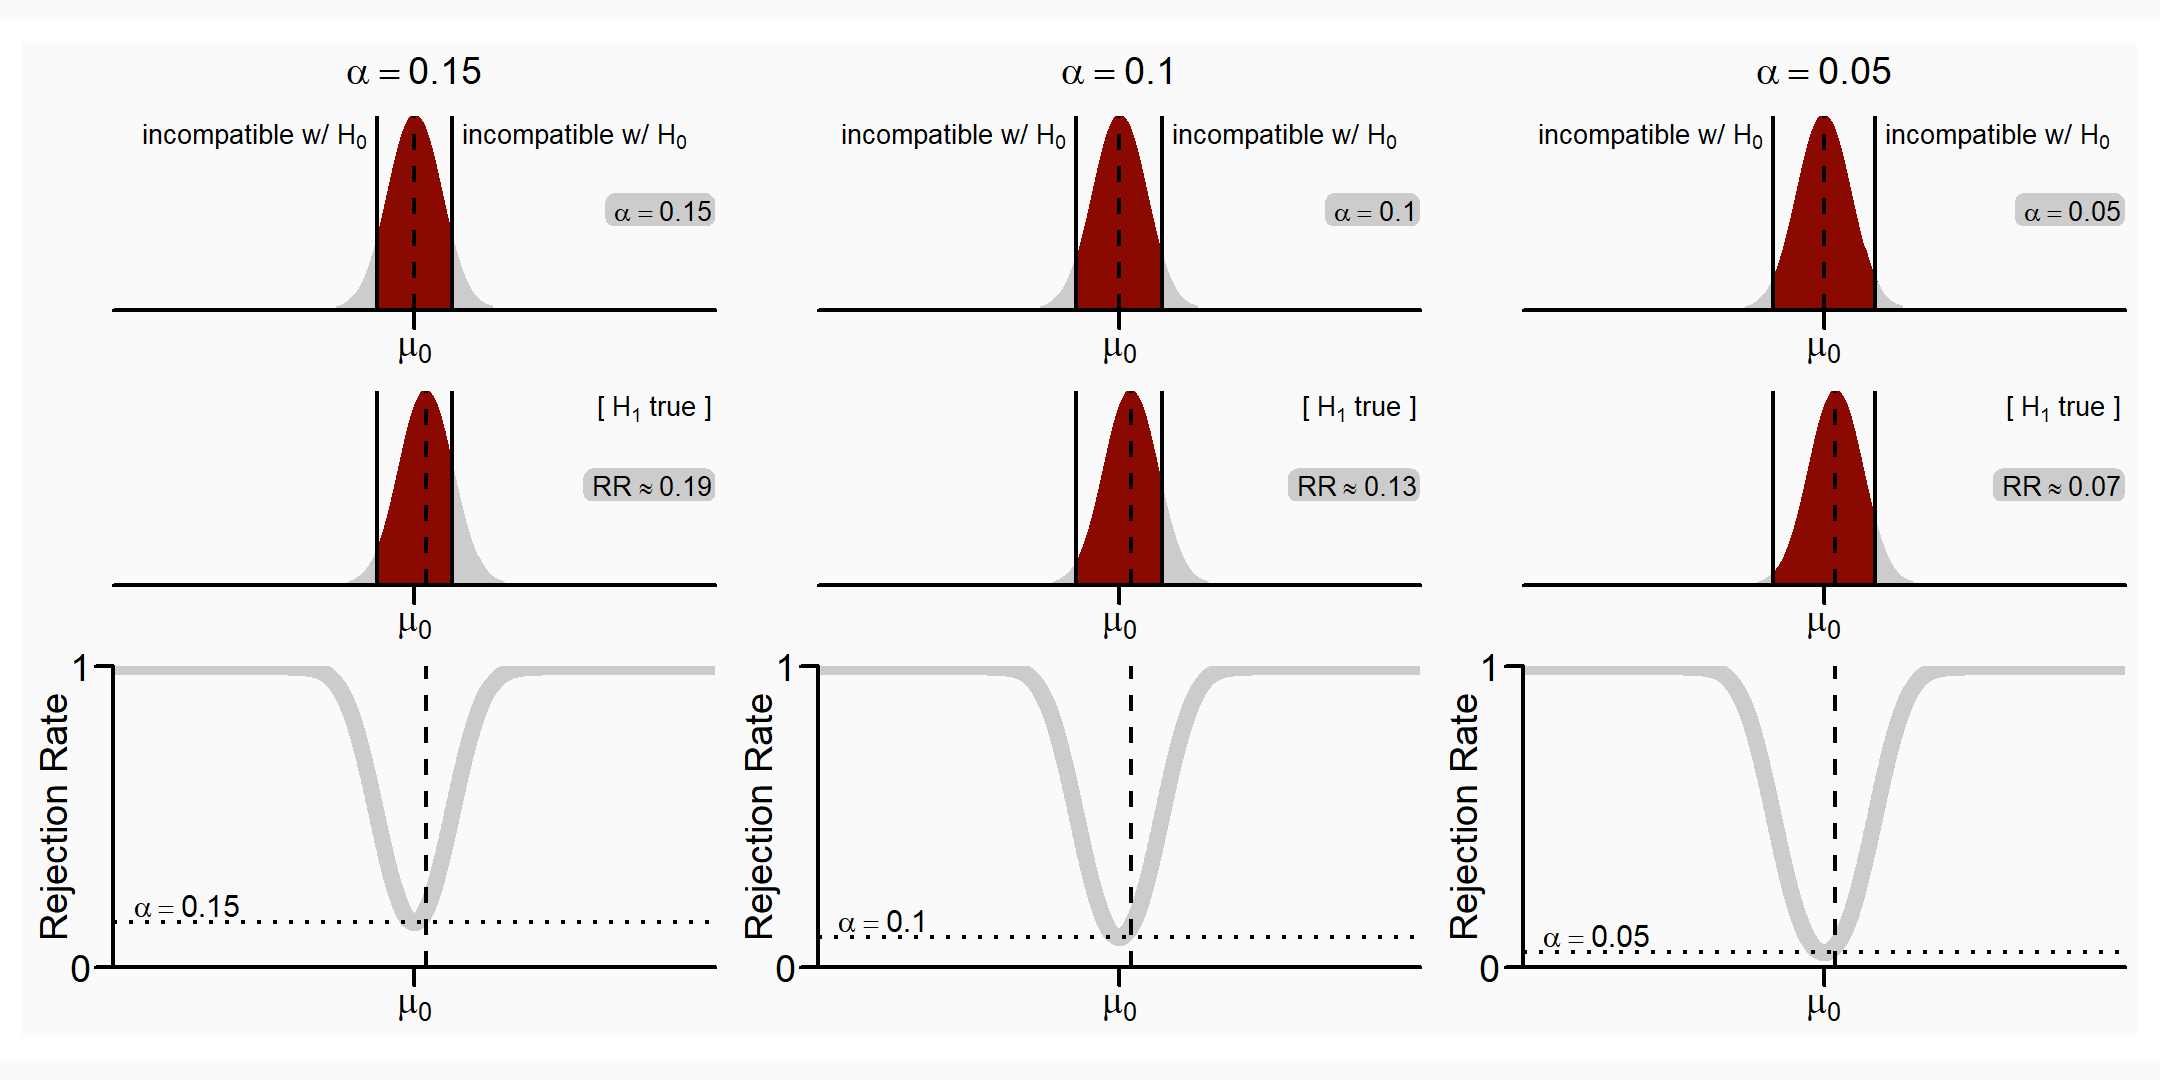 α = 0.15
incompatible w/ H₀
incompatible w/ H₀
α = 0.15
μ₀
[ H₁ true ]
RR ≈ 0.19
μ₀
1
Rejection Rate
α = 0.15
0
μ₀
α = 0.1
incompatible w/ H₀
incompatible w/ H₀
α = 0.1
μ₀
[ H₁ true ]
RR ≈ 0.13
μ₀
1
Rejection Rate
α = 0.1
0
μ₀
α = 0.05
incompatible w/ H₀
incompatible w/ H₀
α = 0.05
μ₀
[ H₁ true ]
RR ≈ 0.07
μ₀
1
Rejection Rate
α = 0.05
0
μ₀